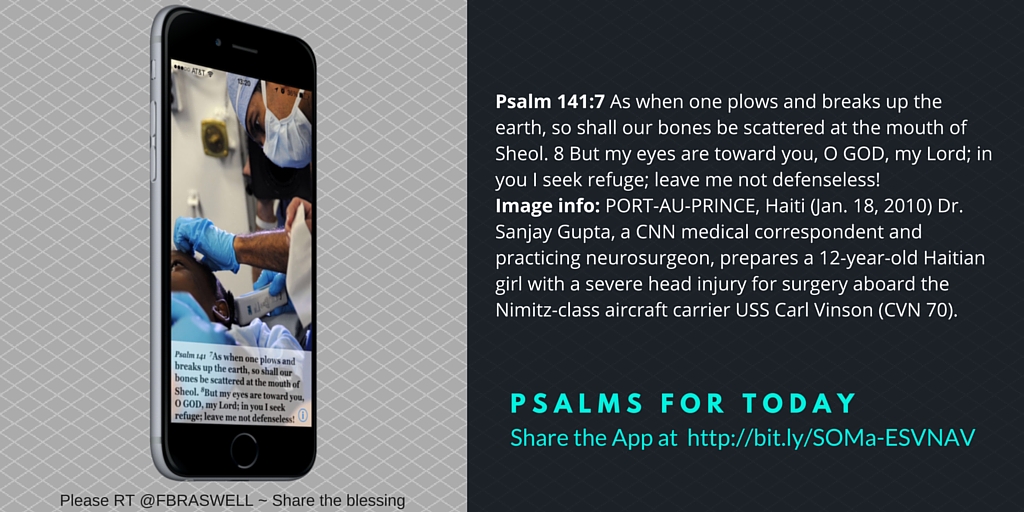 AT&T
13:20
Psalm 141 7As when one plows and
breaks up the earth, so shall our
bones be scattered at the mouth of
Sheol. 8But my eyes are toward you,
O GOD, my Lord; in you I seek
refuge; leave me not defenseless!
Please RT @FBRASWELL ~ Share the blessing
Psalm 141:7 As when one plows and breaks up the
earth, so shall our bones be scattered at the mouth of
Sheol. 8 But my eyes are toward you, O GOD, my Lord; in
you I seek refuge; leave me not defenseless!
Image info: PORT-AU-PRINCE, Haiti (Jan. 18, 2010) Dr.
Sanjay Gupta, a CNN medical correspondent and
practicing neurosurgeon, prepares a 12-year-old Haitian
girl with a severe head injury for surgery aboard the
Nimitz-class aircraft carrier USS Carl Vinson (CVN 70).
PSALMS FOR TODAY
Share the App at http://bit.ly/SOMa-ESVNAV